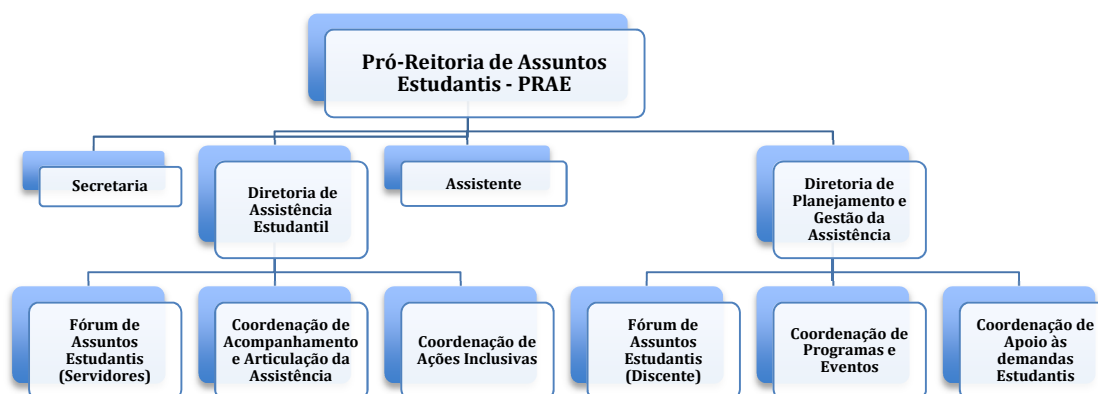 Pró-Reitoria de Assuntos
Estudantis - PRAE
Secretaria
Diretoria de
Assistência
Estudantil
Assistente
Diretoria de
Planejamento e
Gestão da
Assistência
Fórum de
Assuntos
Estudantis
(Servidores)
Coordenação de
Acompanhamento
e Articulação da
Assistência
Coordenação de
Ações Inclusivas
Fórum de
Assuntos
Estudantis
(Discente)
Coordenação de
Programas e
Eventos
Coordenação de
Apoio às
demandas
Estudantis